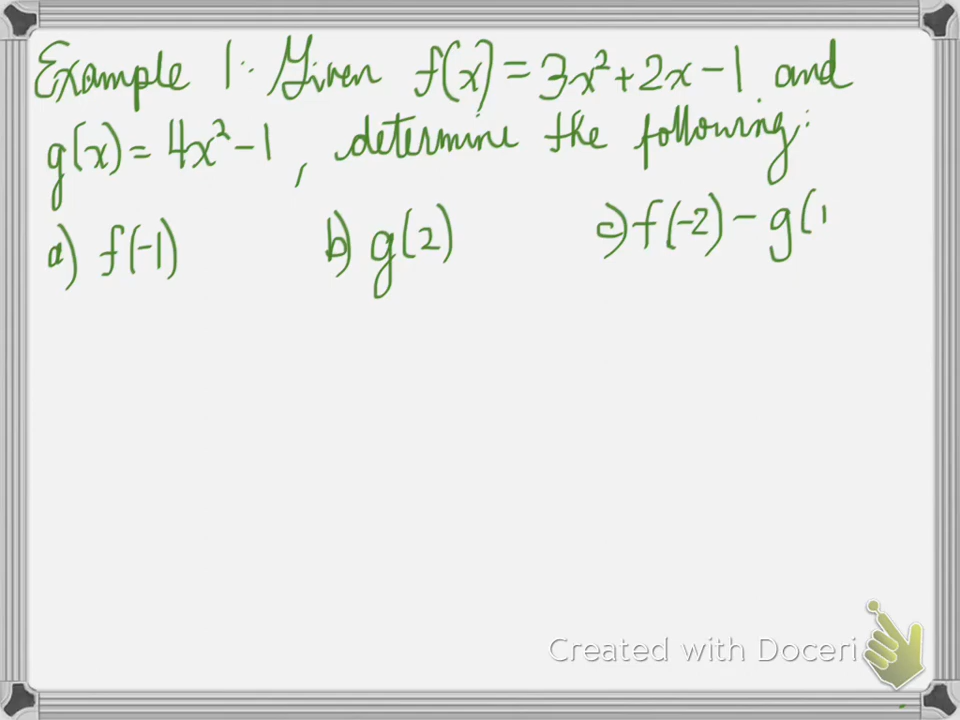 Example 1: Given f(x) = 3x² + 2x - 1 and
g(x) = 4x² - 1, determine the following:
a) f(-1) b) g(2) c) f(-2) - g(1
Created with Doceri